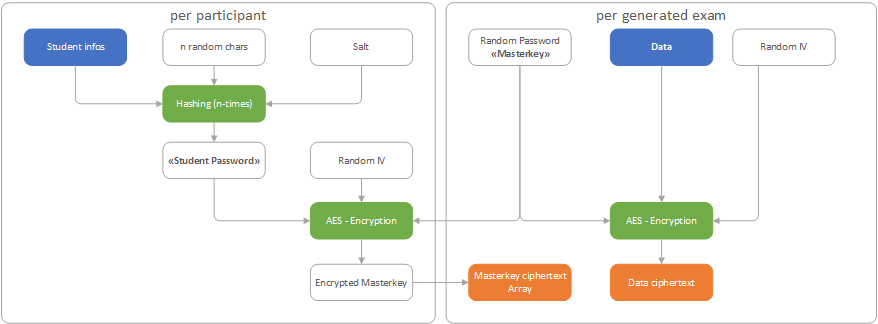 per participant
per generated exam
Student infos
n random chars
Salt
Random Password
«Masterkey»
Data
Random IV
Hashing (n-times)
«Student Password»
Random IV
AES - Encryption
AES - Encryption
Encrypted Masterkey
Masterkey ciphertext
Array
Data ciphertext